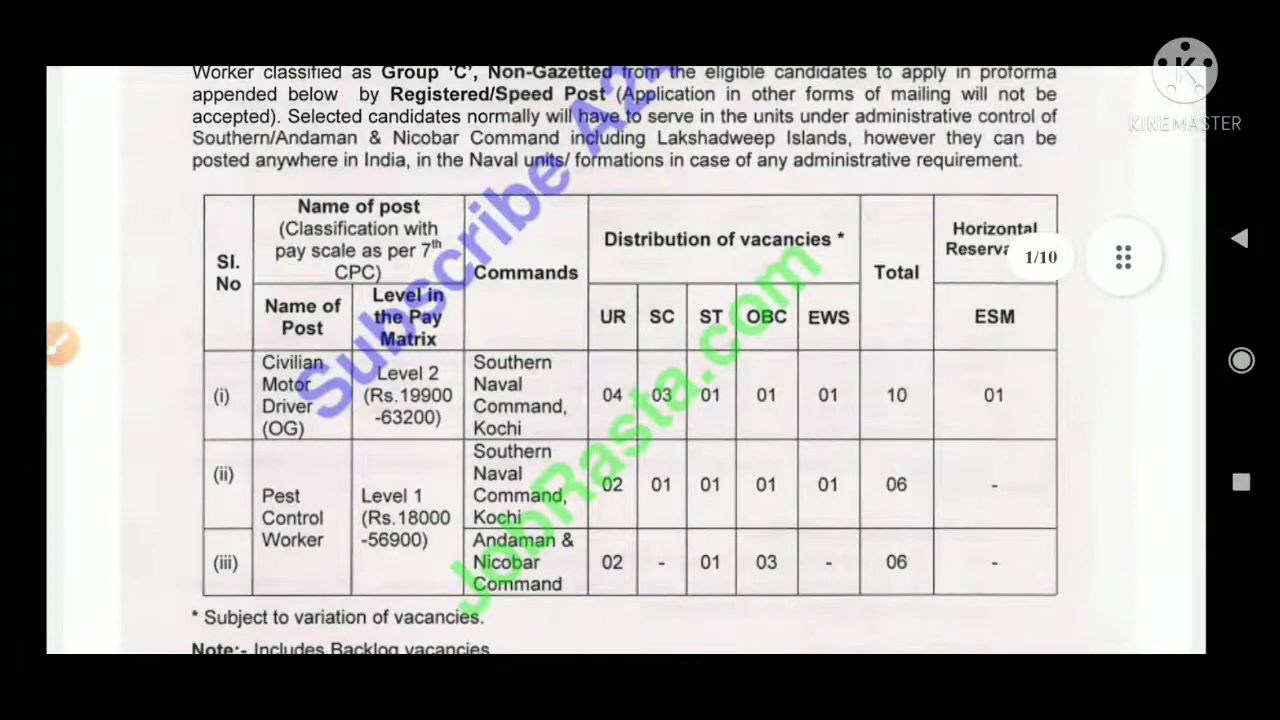 Worker classified as Group 'C', Non-Gazetted from the eligible candidates to apply in proforma
appended below by Registered/Speed Post (Application in other forms of mailing will not be
accepted). Selected candidates normally will have to serve in the units under administrative control of
Southern/Andaman & Nicobar Command including Lakshadweep Islands, however they can be
posted anywhere in India, in the Naval units/ formations in case of any administrative requirement.
KINEMASTER
Sl.
No
Name of post
(Classification with
pay scale as per 7th
CPC)
Commands
Distribution of vacancies *
Total
Horizontal
1/10
Name of
Post
Level in
the Pay
Matrix
UR SC ST OBC EWS
ESM
(i)
Civilian
Motor
Driver
(OG)
Level 2
(Rs.19900
-63200)
Southern
Naval
Command,
Kochi
04 03 01 01 01 10 01
(ii)
Pest
Control
Worker
Level 1
(Rs.18000
-56900)
Southern
Naval
Command,
Kochi
02 01 01 01 01 06 -
(iii)
Andaman &
Nicobar
Command
02 - 01 03 - 06 -
* Subject to variation of vacancies.
Note:- Includes Backlog vacancies
Subscribe
JobRasta.com